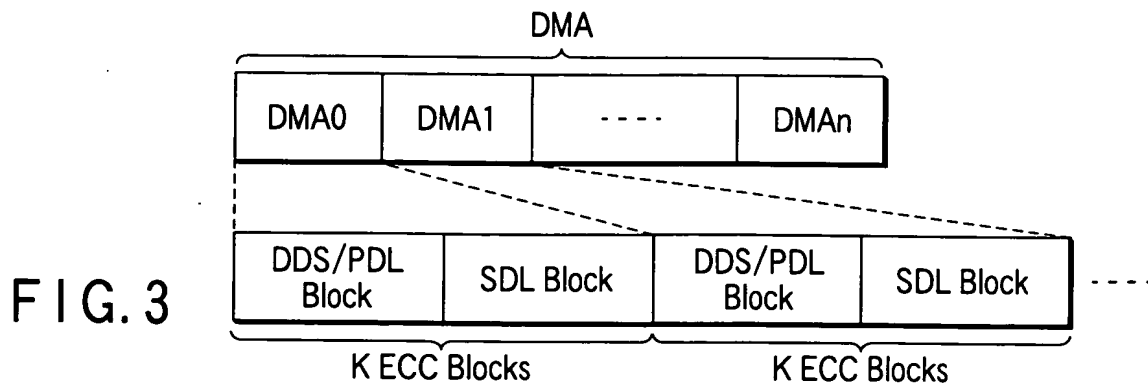 DMA
DMA0 DMA1 ---- DMAn
DDS/PDL Block SDL Block DDS/PDL Block SDL Block ----
K ECC Blocks K ECC Blocks
FIG. 3